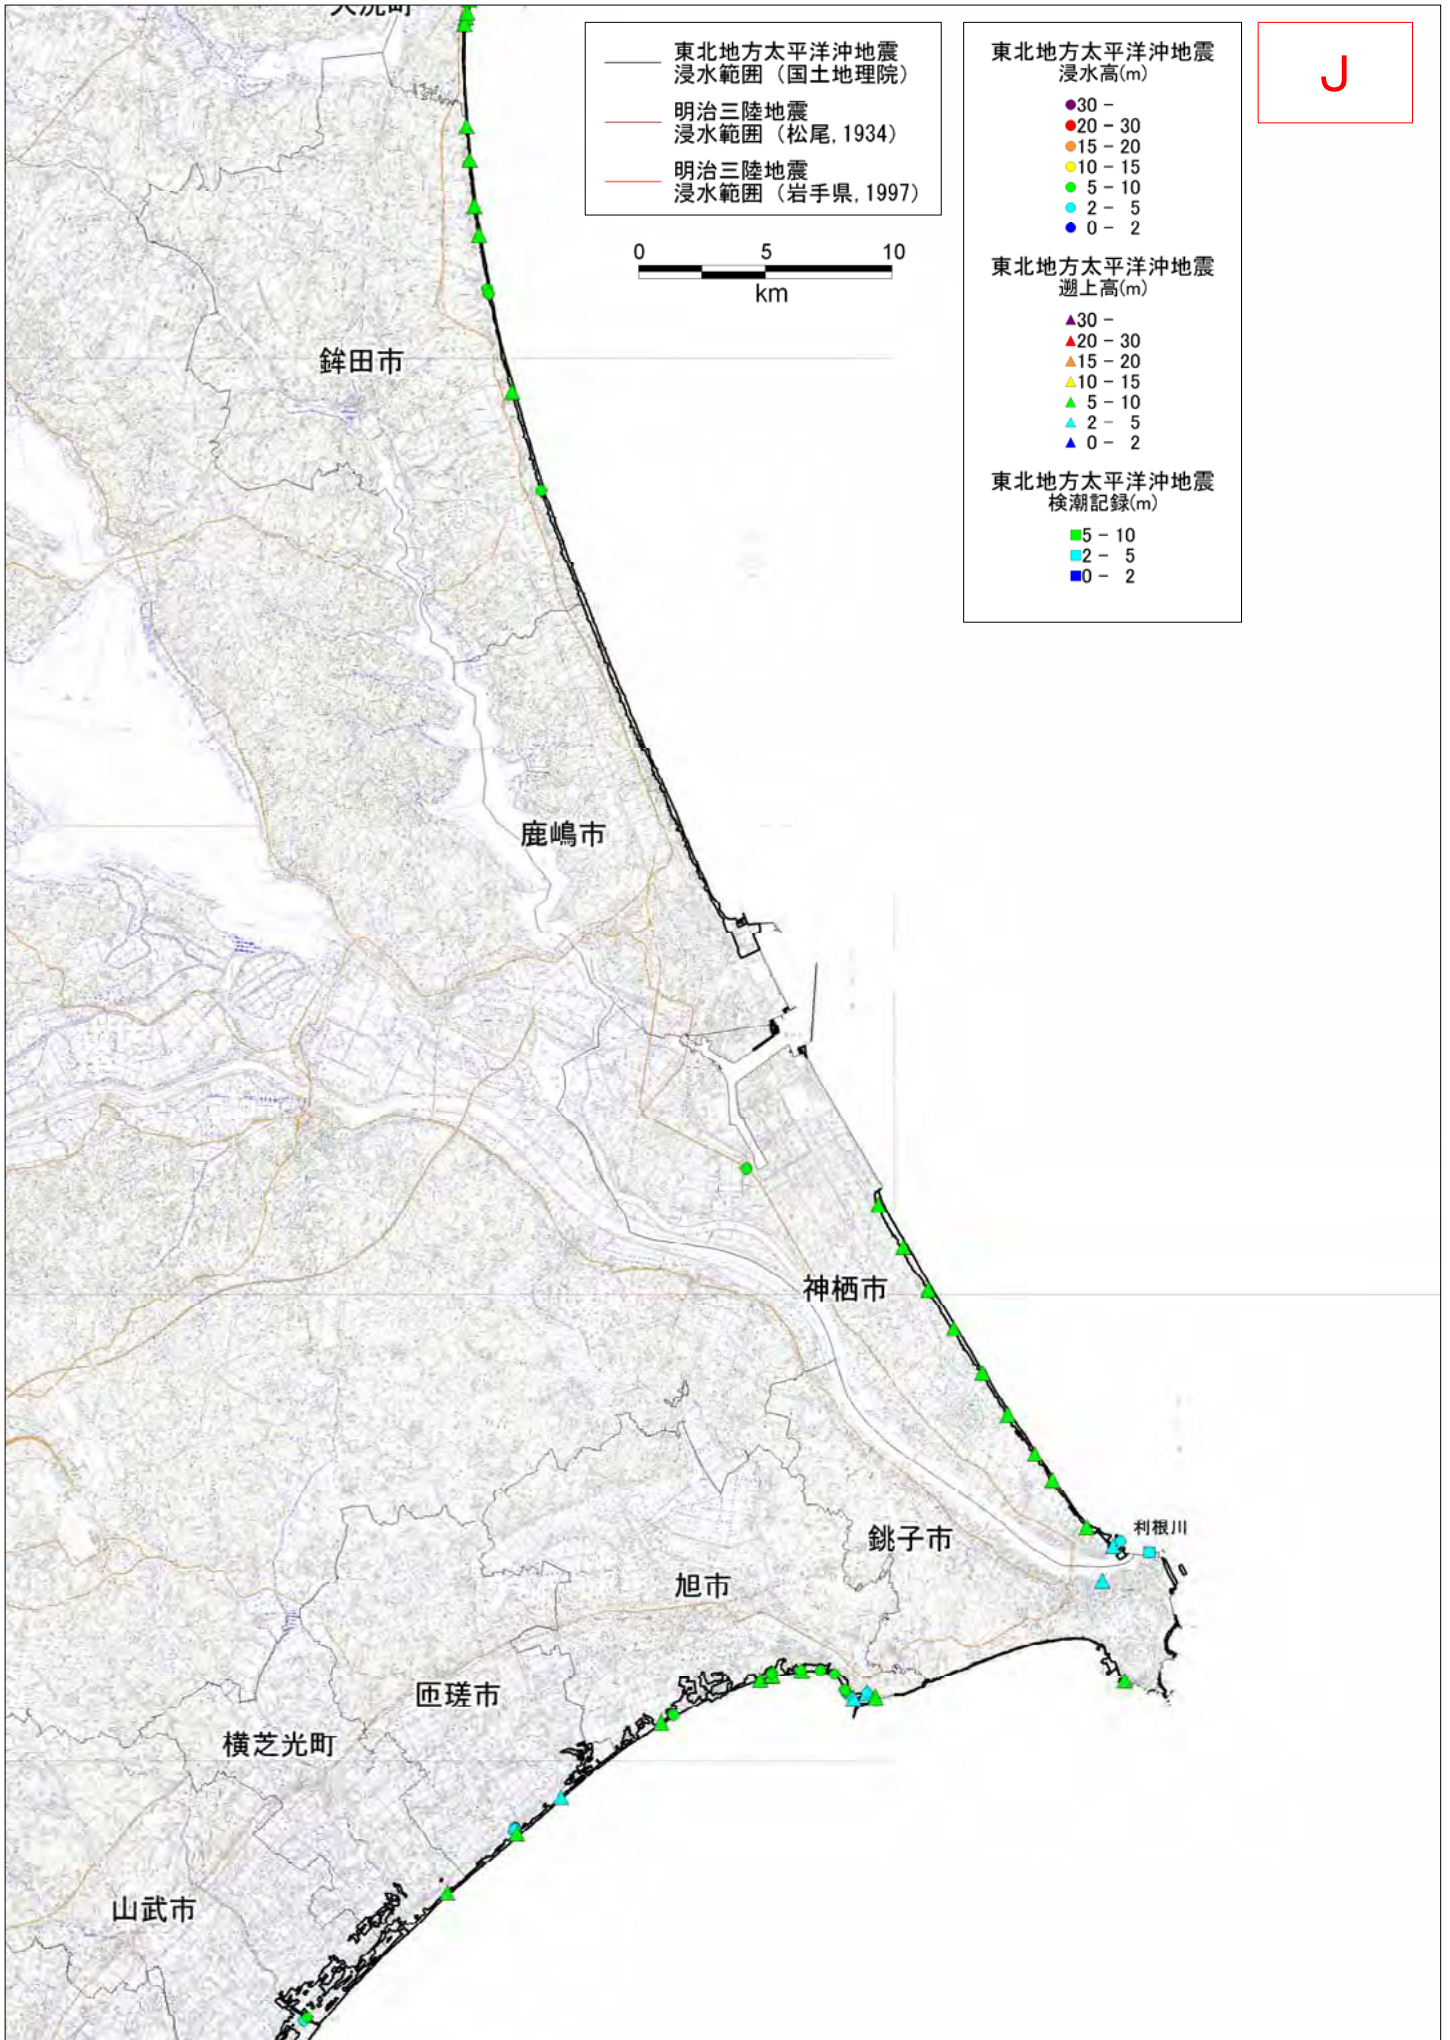 大洗町
東北地方太平洋沖地震
浸水範囲（国土地理院）
明治三陸地震
浸水範囲（松尾,1934）
明治三陸地震
浸水範囲（岩手県,1997）
0 5 10
km
東北地方太平洋沖地震
浸水高(m)
30 -
20 - 30
15 - 20
10 - 15
5 - 10
2 - 5
0 - 2
東北地方太平洋沖地震
遡上高(m)
30 -
20 - 30
15 - 20
10 - 15
5 - 10
2 - 5
0 - 2
東北地方太平洋沖地震
検潮記録(m)
5 - 10
2 - 5
0 - 2
J
鉾田市
鹿嶋市
神栖市
利根川
銚子市
旭市
匝瑳市
横芝光町
山武市